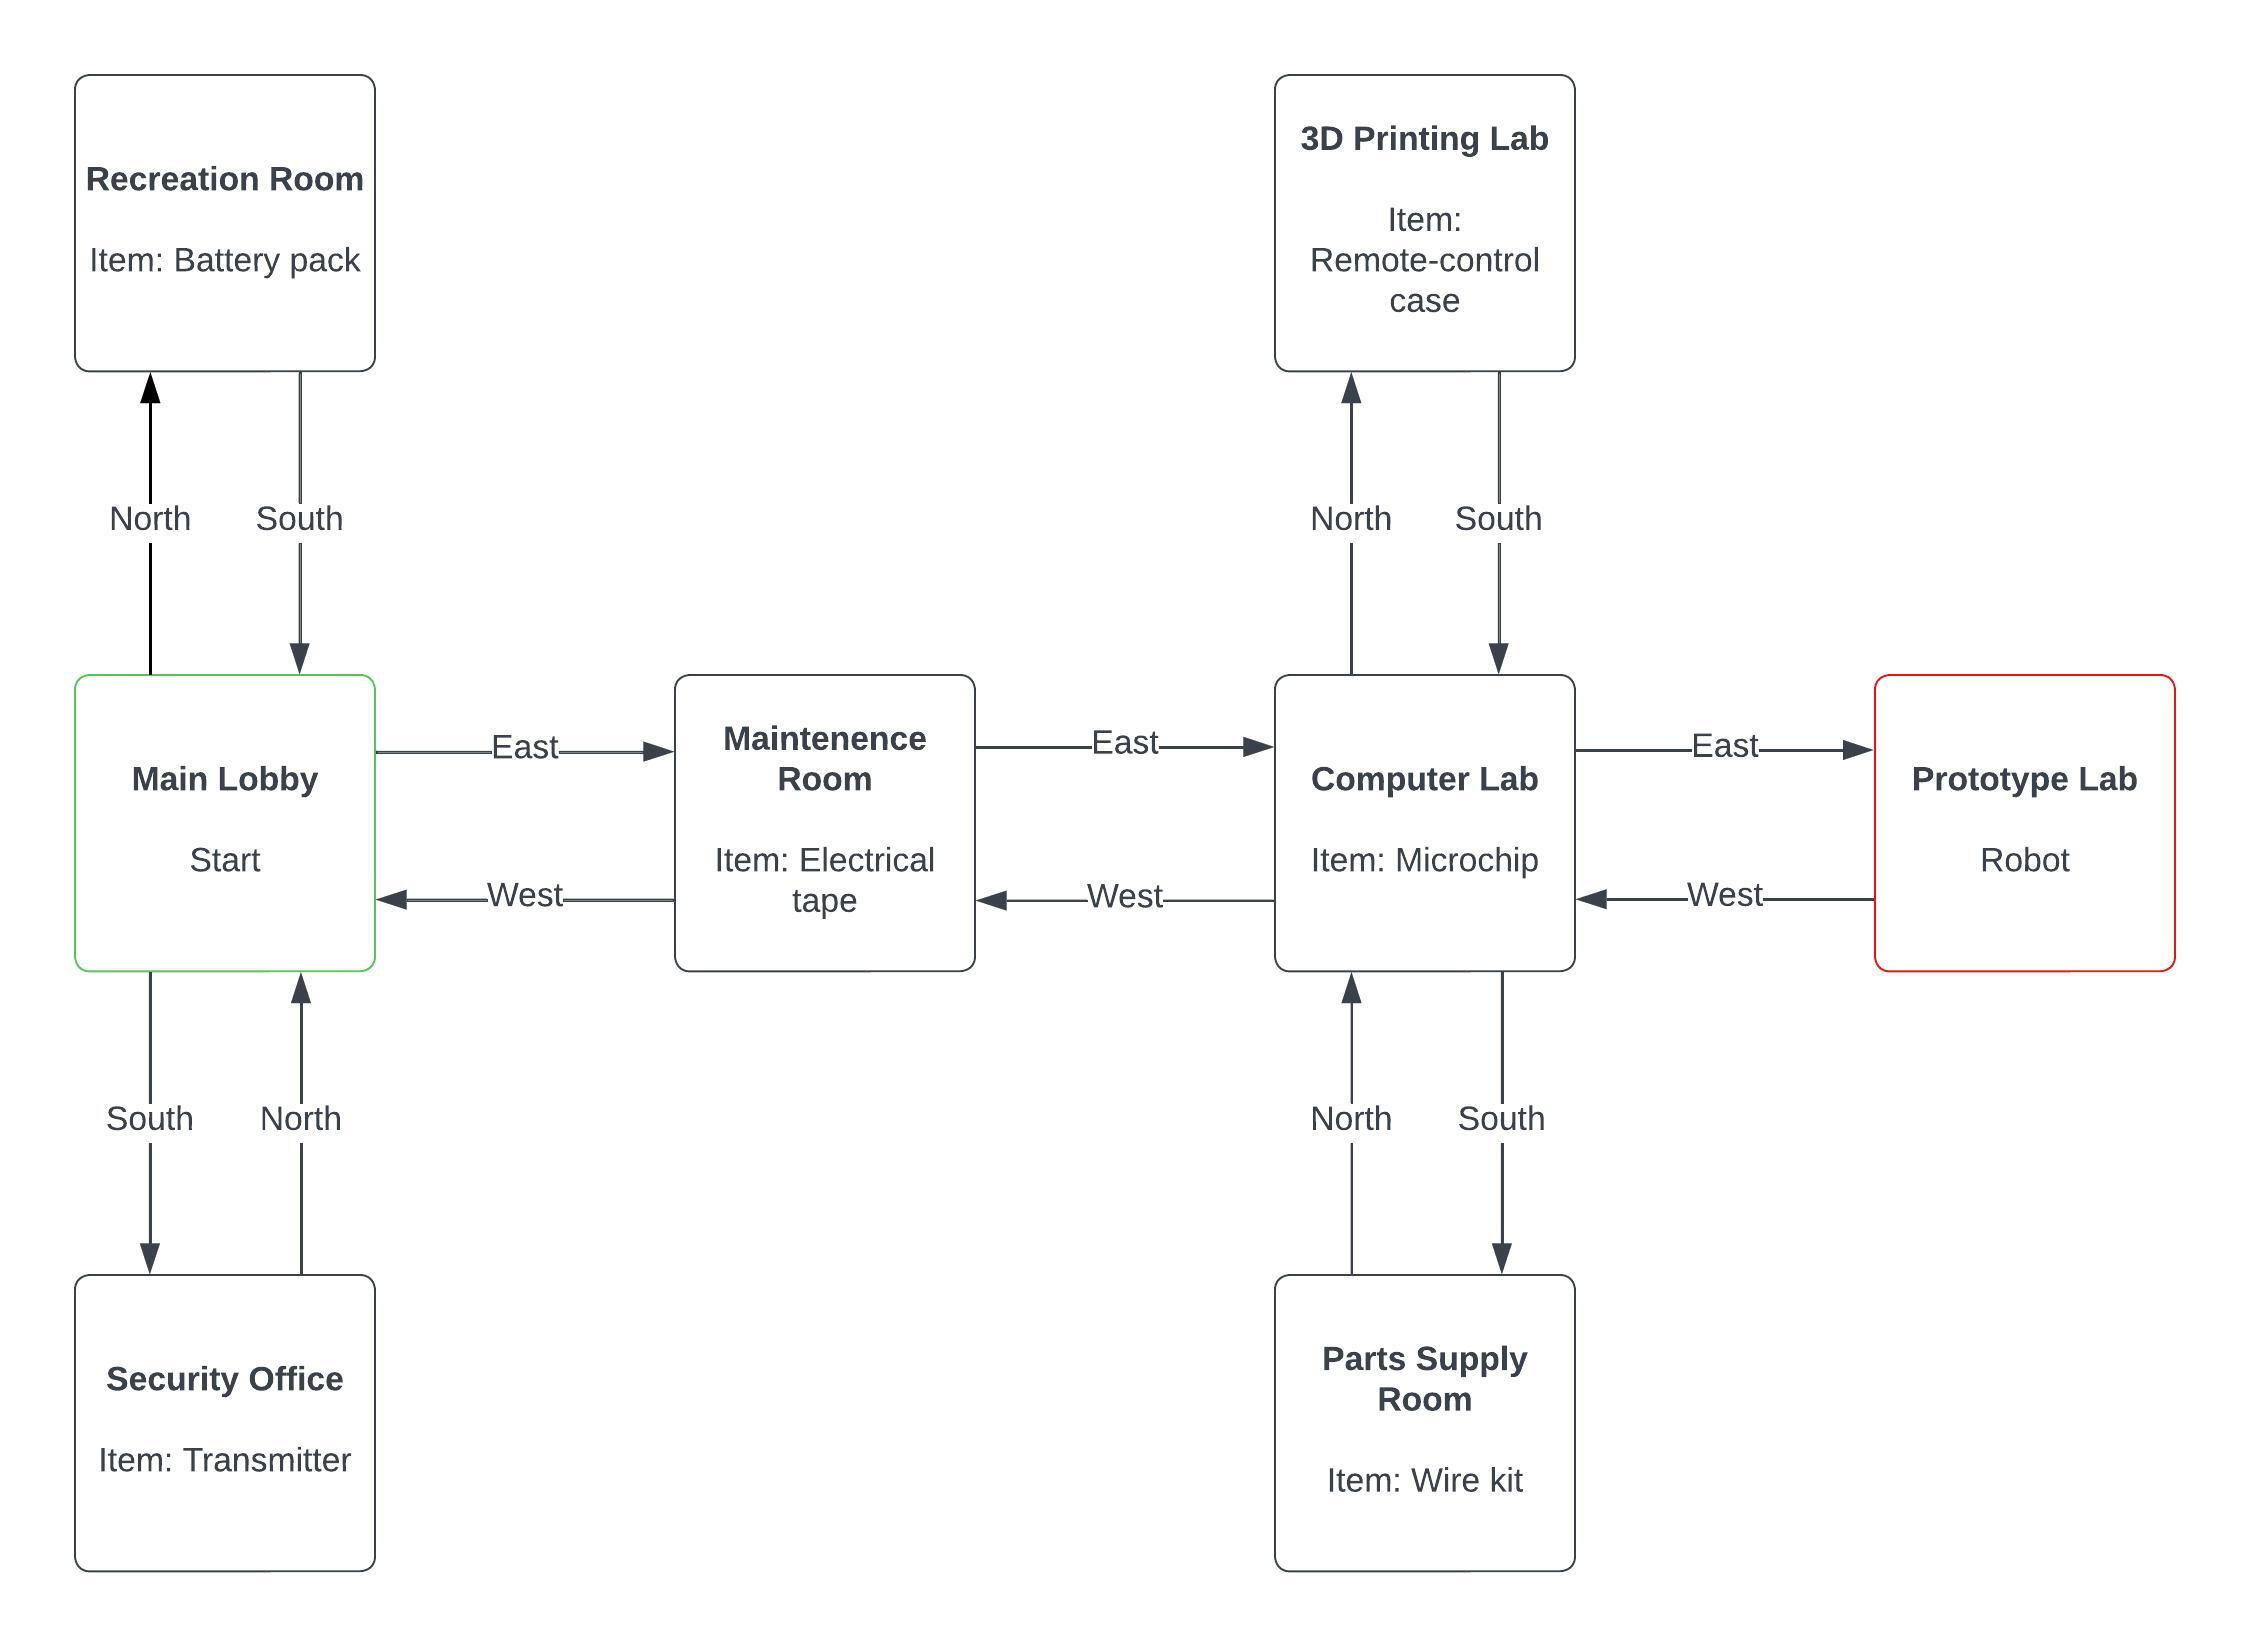 Recreation Room
Item: Battery pack
3D Printing Lab
Item:
Remote-control
case
North
South
North
South
Main Lobby
Start
East
West
Maintenence
Room
Item: Electrical
tape
East
West
Computer Lab
Item: Microchip
East
West
Prototype Lab
Robot
South
North
North
South
Security Office
Item: Transmitter
Parts Supply
Room
Item: Wire kit